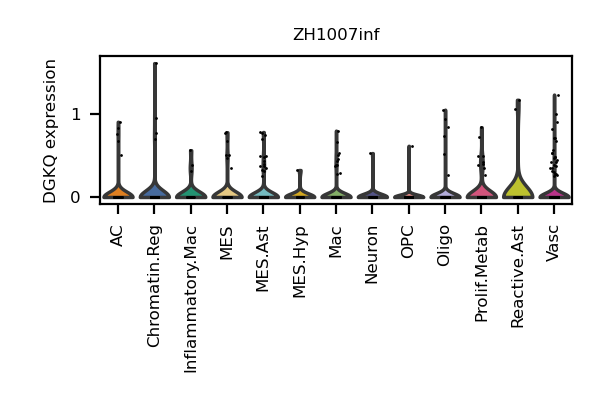 ZH1007inf
DGKQ expression
1
0
AC
Chromatin.Reg
Inflammatory.Mac
MES
MES.Ast
MES.Hyp
Mac
Neuron
OPC
Oligo
Prolif.Metab
Reactive.Ast
Vasc